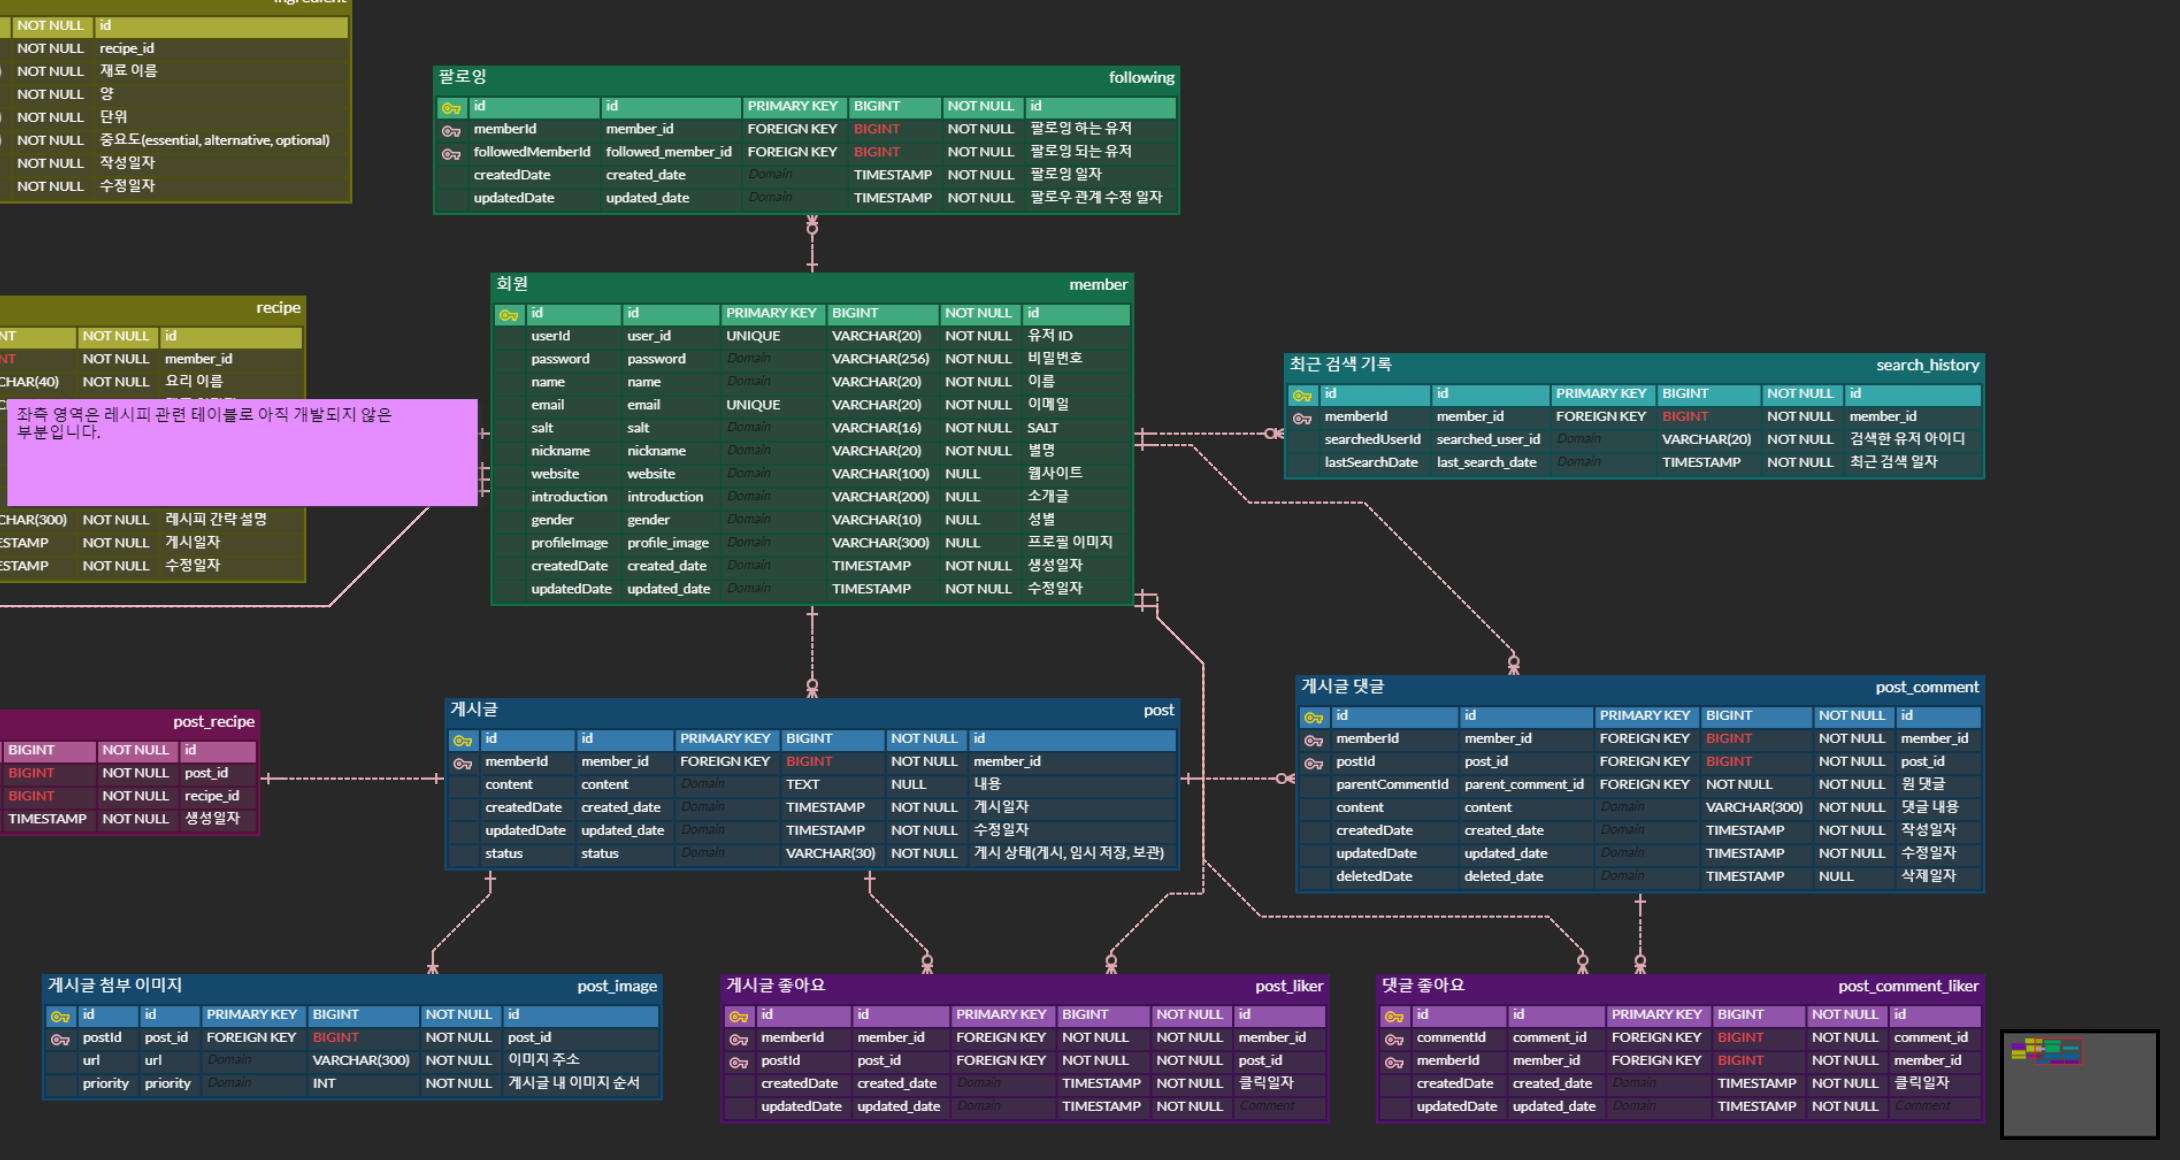 ingredient
NOT NULL id
NOT NULL recipe_id
NOT NULL 재료 이름
NOT NULL 양
NOT NULL 단위
NOT NULL 중요도(essential, alternative, optional)
NOT NULL 작성일자
NOT NULL 수정일자
팔로잉 following
id id PRIMARY KEY BIGINT NOT NULL id
memberId member_id FOREIGN KEY BIGINT NOT NULL 팔로잉 하는 유저
followedMemberId followed_member_id FOREIGN KEY BIGINT NOT NULL 팔로잉 되는 유저
createdDate created_date Domain TIMESTAMP NOT NULL 팔로잉 일자
updatedDate updated_date Domain TIMESTAMP NOT NULL 팔로우 관계 수정 일자
회원 member
id id PRIMARY KEY BIGINT NOT NULL id
userId user_id UNIQUE VARCHAR(20) NOT NULL 유저 ID
password password Domain VARCHAR(256) NOT NULL 비밀번호
name name Domain VARCHAR(20) NOT NULL 이름
email email UNIQUE VARCHAR(20) NOT NULL 이메일
salt salt Domain VARCHAR(16) NOT NULL SALT
nickname nickname Domain VARCHAR(20) NOT NULL 별명
website website Domain VARCHAR(100) NULL 웹사이트
introduction introduction Domain VARCHAR(200) NULL 소개글
gender gender Domain VARCHAR(10) NULL 성별
profileImage profile_image Domain VARCHAR(300) NULL 프로필 이미지
createdDate created_date Domain TIMESTAMP NOT NULL 생성일자
updatedDate updated_date Domain TIMESTAMP NOT NULL 수정일자
recipe
NT NOT NULL id
NT NOT NULL member_id
CHAR(40) NOT NULL 요리 이름
좌측 영역은 레시피 관련 테이블로 아직 개발되지 않은
부분입니다.
CHAR(300) NOT NULL 레시피 간략 설명
ESTAMP NOT NULL 게시일자
ESTAMP NOT NULL 수정일자
최근 검색 기록 search_history
id id PRIMARY KEY BIGINT NOT NULL id
memberId member_id FOREIGN KEY BIGINT NOT NULL member_id
searchedUserId searched_user_id Domain VARCHAR(20) NOT NULL 검색한 유저 아이디
lastSearchDate last_search_date Domain TIMESTAMP NOT NULL 최근 검색 일자
post_recipe
BIGINT NOT NULL id
BIGINT NOT NULL post_id
BIGINT NOT NULL recipe_id
TIMESTAMP NOT NULL 생성일자
게시글 post
id id PRIMARY KEY BIGINT NOT NULL id
memberId member_id FOREIGN KEY BIGINT NOT NULL member_id
content content Domain TEXT NULL 내용
createdDate created_date Domain TIMESTAMP NOT NULL 게시일자
updatedDate updated_date Domain TIMESTAMP NOT NULL 수정일자
status status Domain VARCHAR(30) NOT NULL 게시 상태(게시, 임시 저장, 보관)
게시글 댓글 post_comment
id id PRIMARY KEY BIGINT NOT NULL id
memberId member_id FOREIGN KEY BIGINT NOT NULL member_id
postId post_id FOREIGN KEY BIGINT NOT NULL post_id
parentCommentId parent_comment_id FOREIGN KEY NOT NULL NOT NULL 원 댓글
content content Domain VARCHAR(300) NOT NULL 댓글 내용
createdDate created_date Domain TIMESTAMP NOT NULL 작성일자
updatedDate updated_date Domain TIMESTAMP NOT NULL 수정일자
deletedDate deleted_date Domain TIMESTAMP NULL 삭제일자
게시글 첨부 이미지 post_image
id id PRIMARY KEY BIGINT NOT NULL id
postId post_id FOREIGN KEY BIGINT NOT NULL post_id
url url Domain VARCHAR(300) NOT NULL 이미지 주소
priority priority Domain INT NOT NULL 게시글 내 이미지 순서
게시글 좋아요 post_liker
id id PRIMARY KEY BIGINT NOT NULL id
memberId member_id FOREIGN KEY NOT NULL NOT NULL member_id
postId post_id FOREIGN KEY NOT NULL NOT NULL post_id
createdDate created_date Domain TIMESTAMP NOT NULL 클릭일자
updatedDate updated_date Domain TIMESTAMP NOT NULL Comment
댓글 좋아요 post_comment_liker
id id PRIMARY KEY BIGINT NOT NULL id
commentId comment_id FOREIGN KEY BIGINT NOT NULL comment_id
memberId member_id FOREIGN KEY BIGINT NOT NULL member_id
createdDate created_date Domain TIMESTAMP NOT NULL 클릭일자
updatedDate updated_date Domain TIMESTAMP NOT NULL Comment